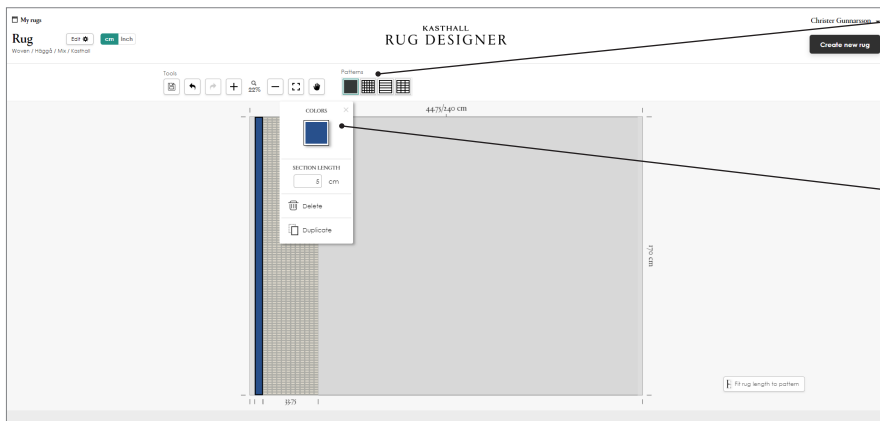 My rugs
Christer Gunnarsson
Rug
Edit
cm Inch
Woven / Häggå / Mix / Kasthall
KASTHALL
RUG DESIGNER
Create new rug
Tools
Patterns
22%
44.75/240 cm
COLORS
SECTION LENGTH
5 cm
Delete
Duplicate
170 cm
Fit rug length to pattern
33.75